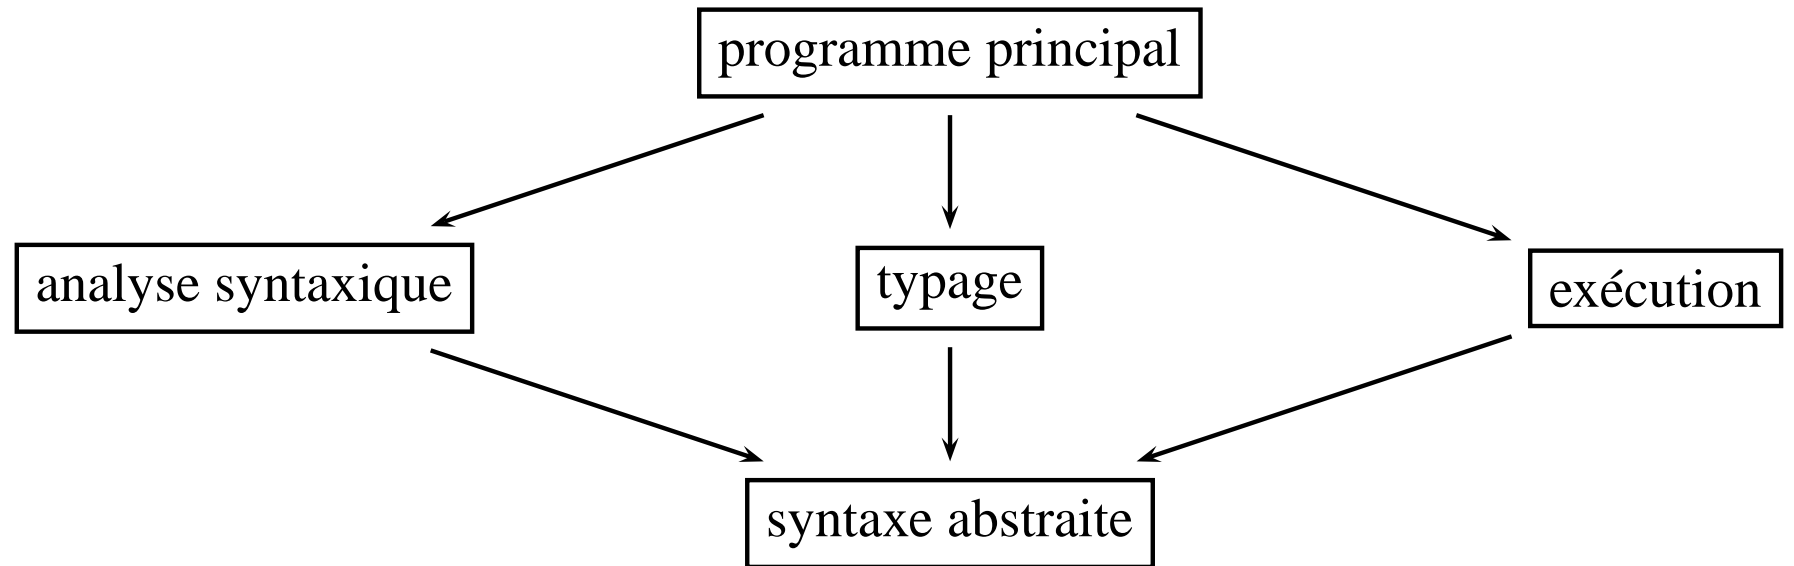 programme principal
analyse syntaxique
typage
exécution
syntaxe abstraite